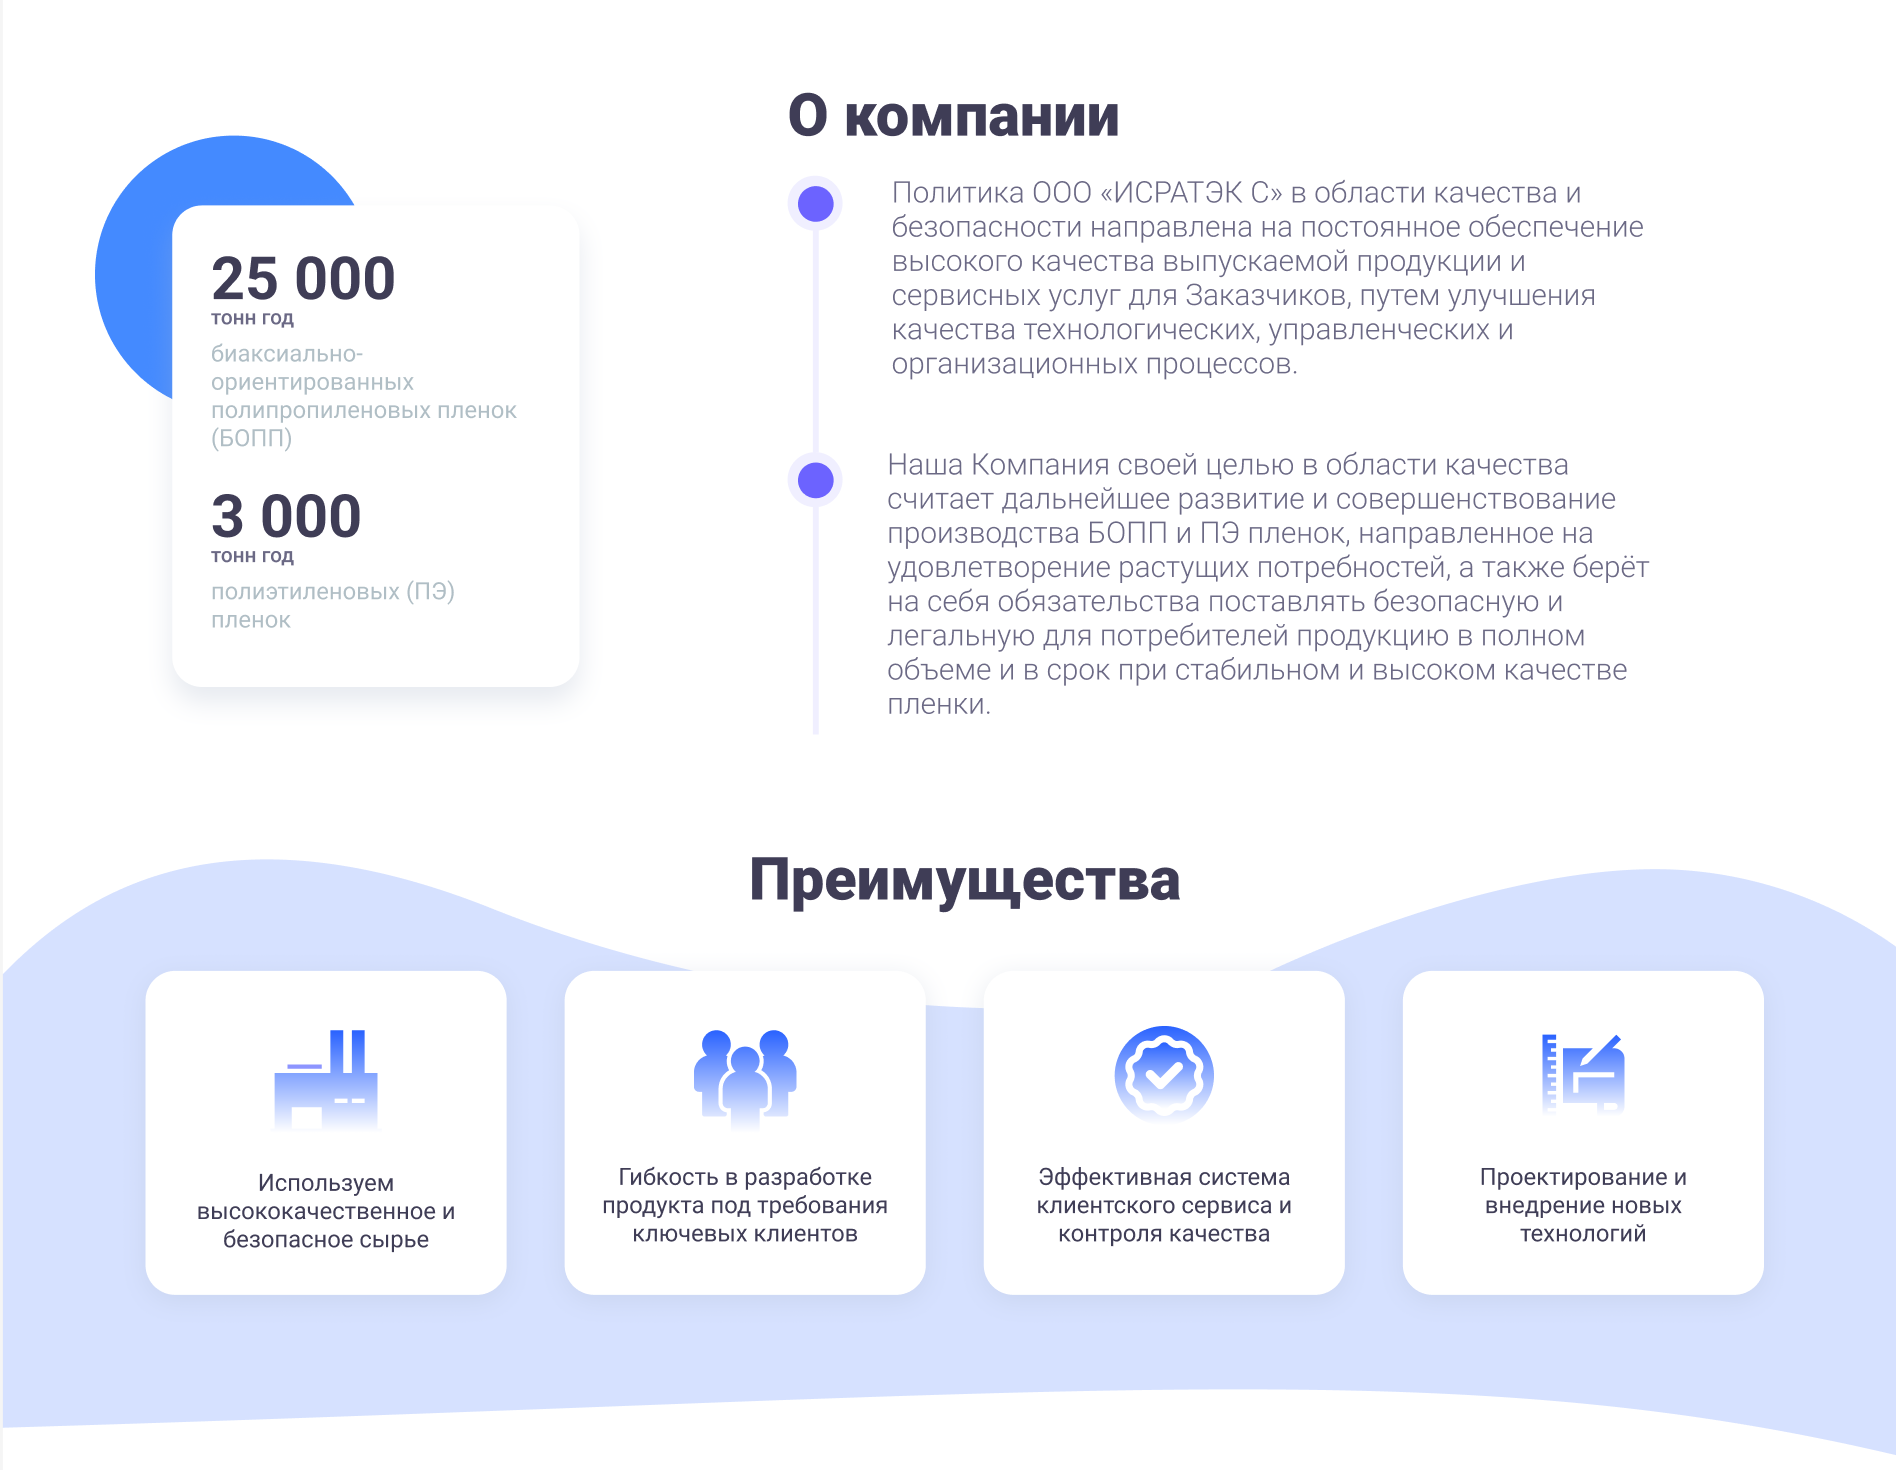 О компании
25 000
тонн год
биаксиально-
ориентированных
полипропиленовых пленок
(БОПП)
3 000
тонн год
полиэтиленовых (ПЭ)
пленок
Политика ООО «ИСРАТЭК С» в области качества и
безопасности направлена на постоянное обеспечение
высокого качества выпускаемой продукции и
сервисных услуг для Заказчиков, путем улучшения
качества технологических, управленческих и
организационных процессов.
Наша Компания своей целью в области качества
считает дальнейшее развитие и совершенствование
производства БОПП и ПЭ пленок, направленное на
удовлетворение растущих потребностей, а также берёт
на себя обязательства поставлять безопасную и
легальную для потребителей продукцию в полном
объеме и в срок при стабильном и высоком качестве
пленки.
Преимущества
Используем
высококачественное и
безопасное сырье
Гибкость в разработке
продукта под требования
ключевых клиентов
Эффективная система
клиентского сервиса и
контроля качества
Проектирование и
внедрение новых
технологий